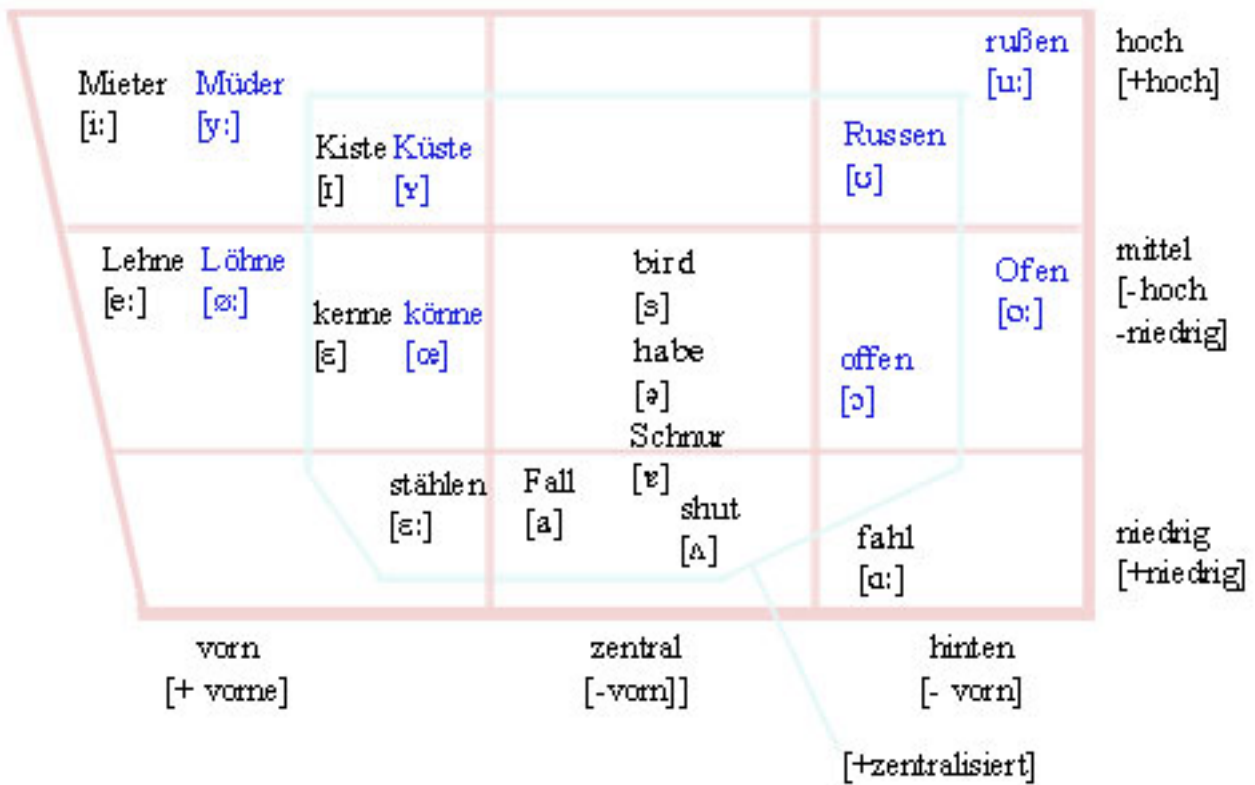 rußen
[u:]
hoch
[+hoch]
Mieter Müder
[i:] [y:]
Kiste Küste
[ɪ] [ʏ]
Russen
[ʊ]
Lehne Löhne
[e:] [ø:]
kenne könne
[ɛ] [œ]
bird
[s]
habe
[ə]
Schnur
[ɐ]
offen
[ɔ]
Ofen
[o:]
mittel
[-hoch
-niedrig]
stählen
[ɛ:]
Fall
[a]
shut
[ʌ]
fahl
[ɑ:]
niedrig
[+niedrig]
vorn
[+ vorne]
zentral
[-vorn]]
hinten
[- vorn]
[+zentralisiert]